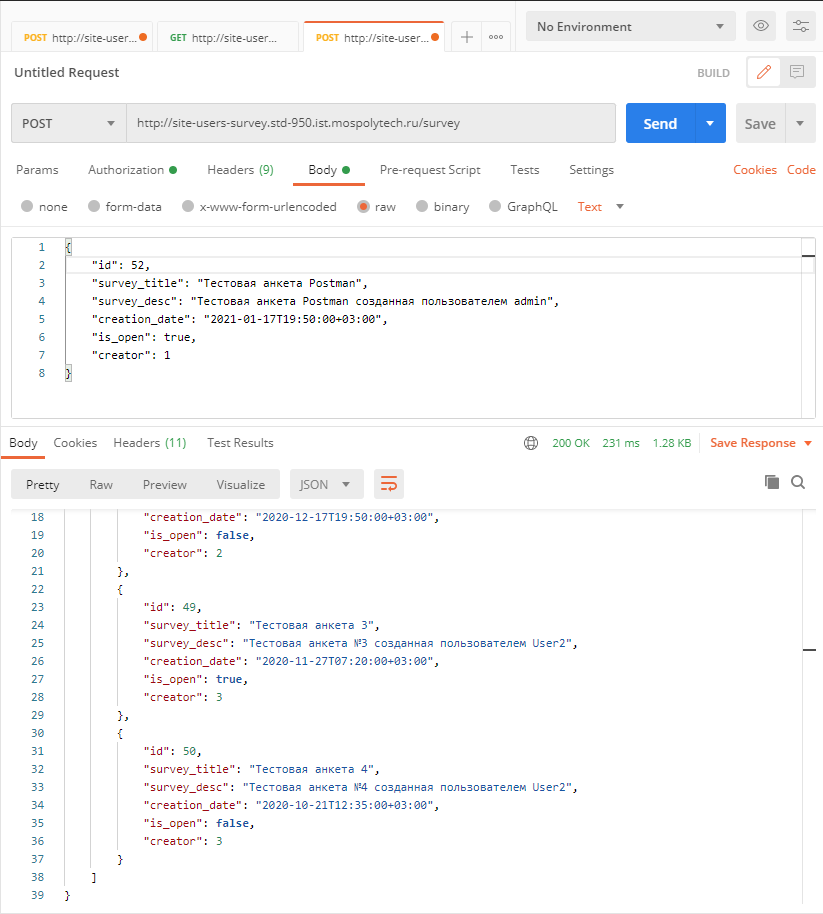 POST http://site-user... GET http://site-user... POST http://site-user... No Environment
Untitled Request BUILD
POST http://site-users-survey.std-950.ist.mospolytech.ru/survey Send Save
Params Authorization Headers (9) Body Pre-request Script Tests Settings Cookies Code
none form-data x-www-form-urlencoded raw binary GraphQL Text
1 {
2 "id": 52,
3 "survey_title": "Тестовая анкета Postman",
4 "survey_desc": "Тестовая анкета Postman созданная пользователем admin",
5 "creation_date": "2021-01-17T19:50:00+03:00",
6 "is_open": true,
7 "creator": 1
8 }
Body Cookies Headers (11) Test Results 200 OK 231 ms 1.28 KB Save Response
Pretty Raw Preview Visualize JSON
18 "creation_date": "2020-12-17T19:50:00+03:00",
19 "is_open": false,
20 "creator": 2
21 },
22 {
23 "id": 49,
24 "survey_title": "Тестовая анкета 3",
25 "survey_desc": "Тестовая анкета №3 созданная пользователем User2",
26 "creation_date": "2020-11-27T07:20:00+03:00",
27 "is_open": true,
28 "creator": 3
29 },
30 {
31 "id": 50,
32 "survey_title": "Тестовая анкета 4",
33 "survey_desc": "Тестовая анкета №4 созданная пользователем User2",
34 "creation_date": "2020-10-21T12:35:00+03:00",
35 "is_open": false,
36 "creator": 3
37 }
38 ]
39 }